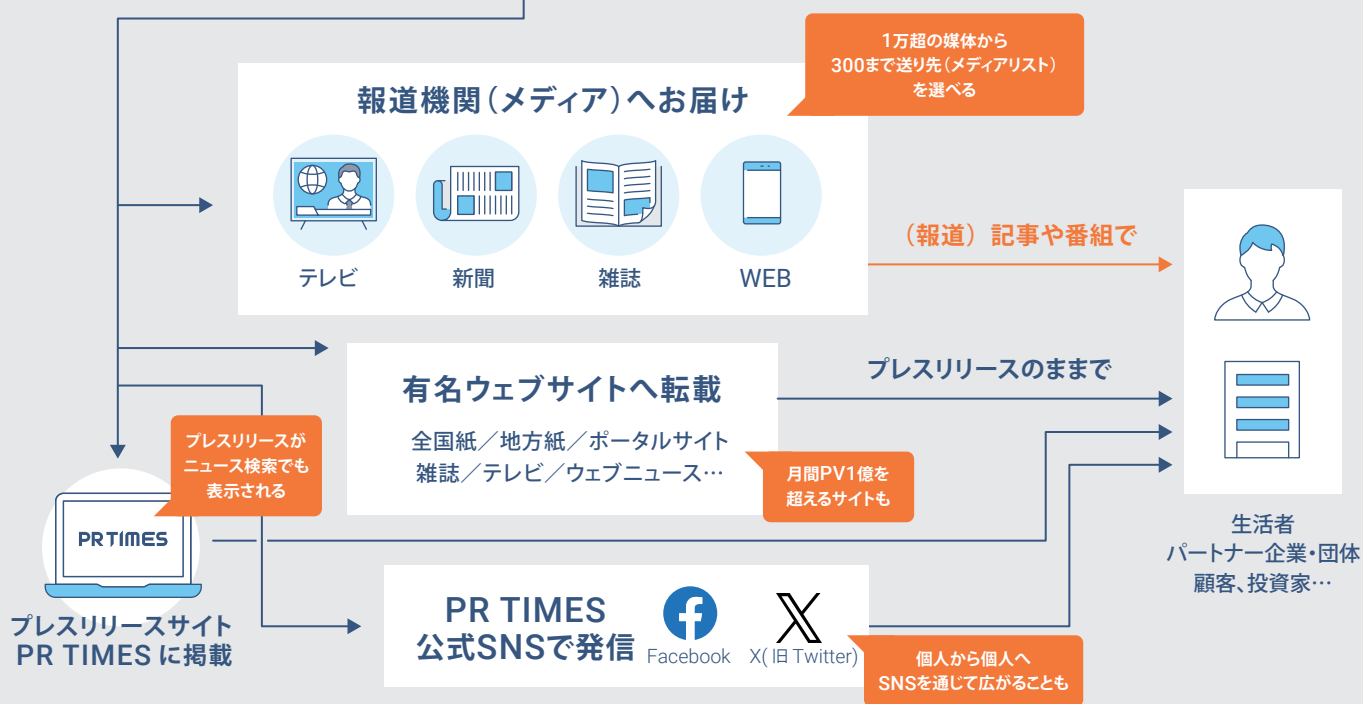 1万超の媒体から
300まで送り先（メディアリスト）
を選べる
報道機関（メディア）へお届け
テレビ
新聞
雑誌
WEB
（報道）記事や番組で
有名ウェブサイトへ転載
全国紙／地方紙／ポータルサイト
雑誌／テレビ／ウェブニュース…
プレスリリースのままで
月間PV1億を
超えるサイトも
プレスリリースが
ニュース検索でも
表示される
PR TIMES
プレスリリースサイト
PR TIMES に掲載
PR TIMES
公式SNSで発信
Facebook
X(旧 Twitter)
個人から個人へ
SNSを通じて広がることも
生活者
パートナー企業・団体
顧客、投資家…